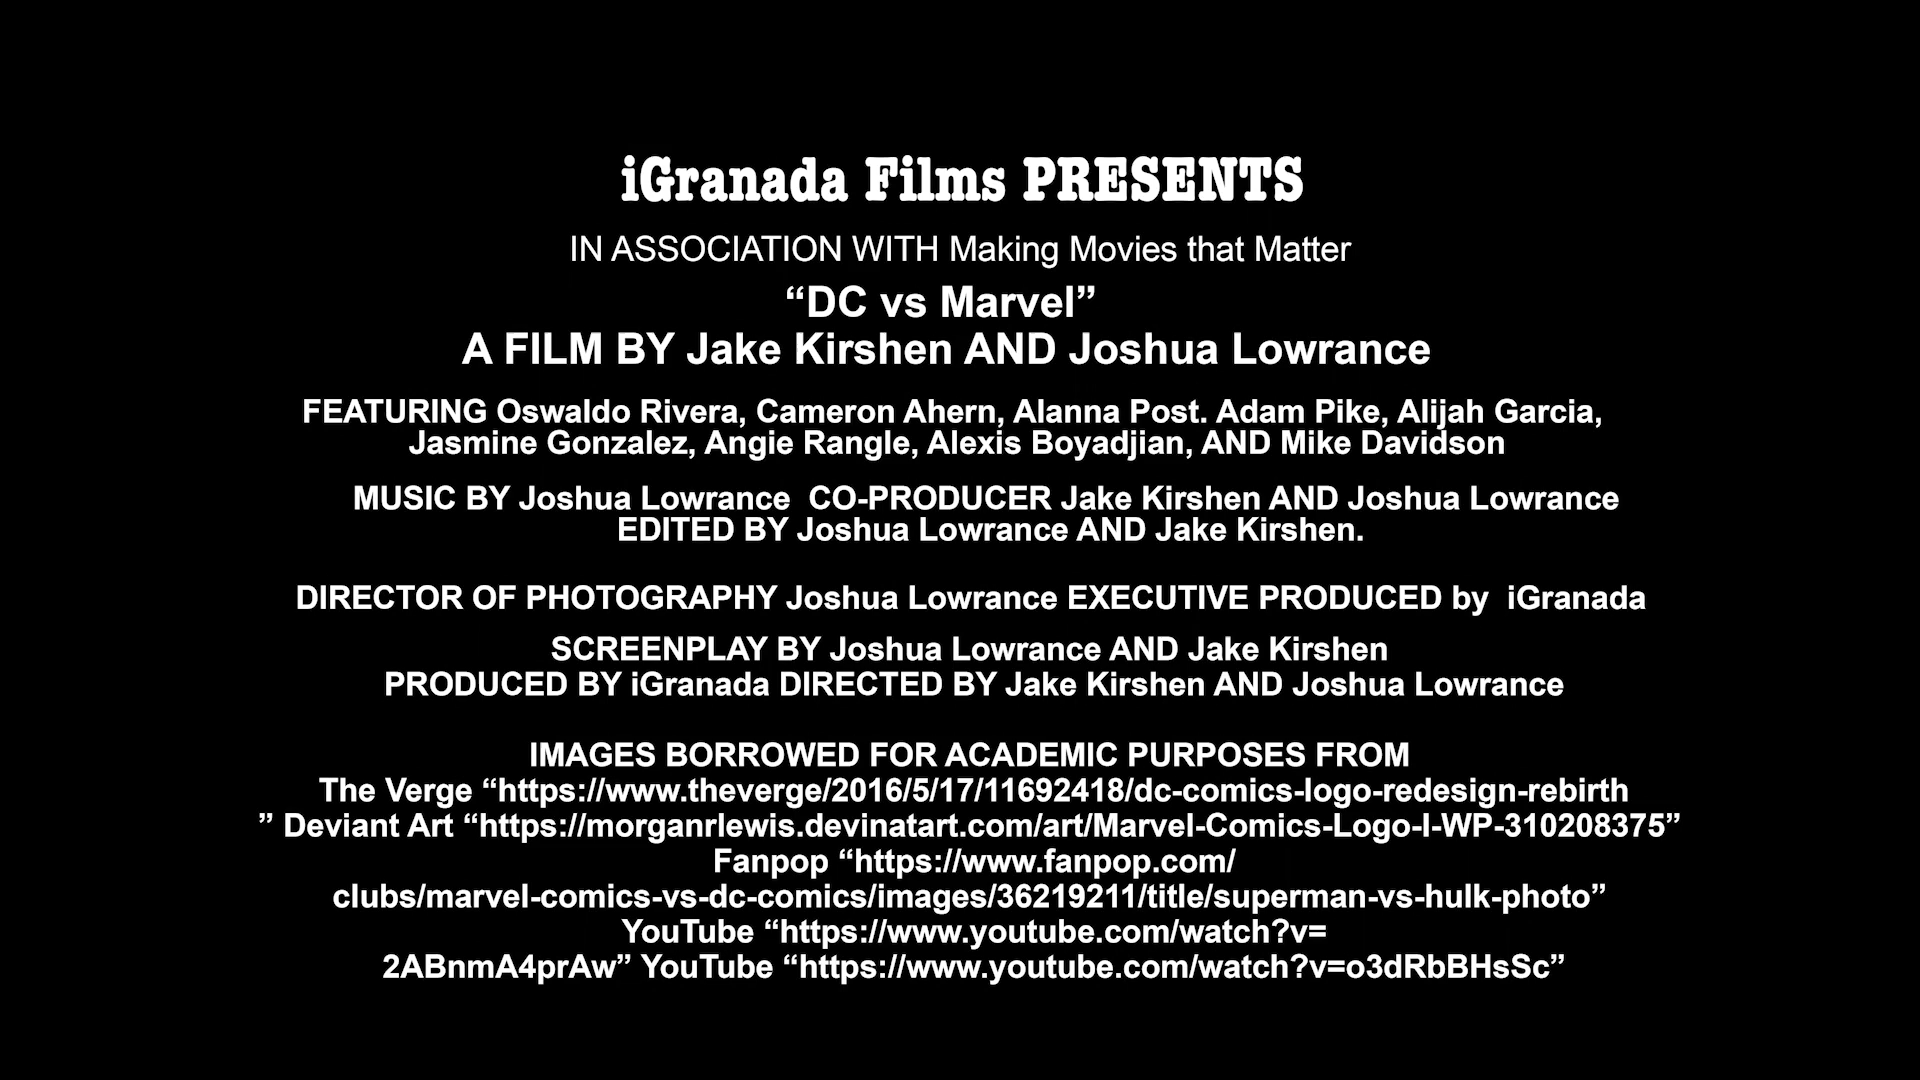 iGranada Films PRESENTS
IN ASSOCIATION WITH Making Movies that Matter
“DC vs Marvel”
A FILM BY Jake Kirshen AND Joshua Lowrance
FEATURING Oswaldo Rivera, Cameron Ahern, Alanna Post. Adam Pike, Alijah Garcia,
Jasmine Gonzalez, Angie Rangle, Alexis Boyadjian, AND Mike Davidson
MUSIC BY Joshua Lowrance  CO-PRODUCER Jake Kirshen AND Joshua Lowrance
EDITED BY Joshua Lowrance AND Jake Kirshen.
DIRECTOR OF PHOTOGRAPHY Joshua Lowrance EXECUTIVE PRODUCED by  iGranada
SCREENPLAY BY Joshua Lowrance AND Jake Kirshen
PRODUCED BY iGranada DIRECTED BY Jake Kirshen AND Joshua Lowrance
IMAGES BORROWED FOR ACADEMIC PURPOSES FROM
The Verge “https://www.theverge/2016/5/17/11692418/dc-comics-logo-redesign-rebirth
” Deviant Art “https://morganrlewis.devinatart.com/art/Marvel-Comics-Logo-I-WP-310208375”
Fanpop “https://www.fanpop.com/
clubs/marvel-comics-vs-dc-comics/images/36219211/title/superman-vs-hulk-photo”
YouTube “https://www.youtube.com/watch?v=
2ABnmA4prAw” YouTube “https://www.youtube.com/watch?v=o3dRbBHsSc”